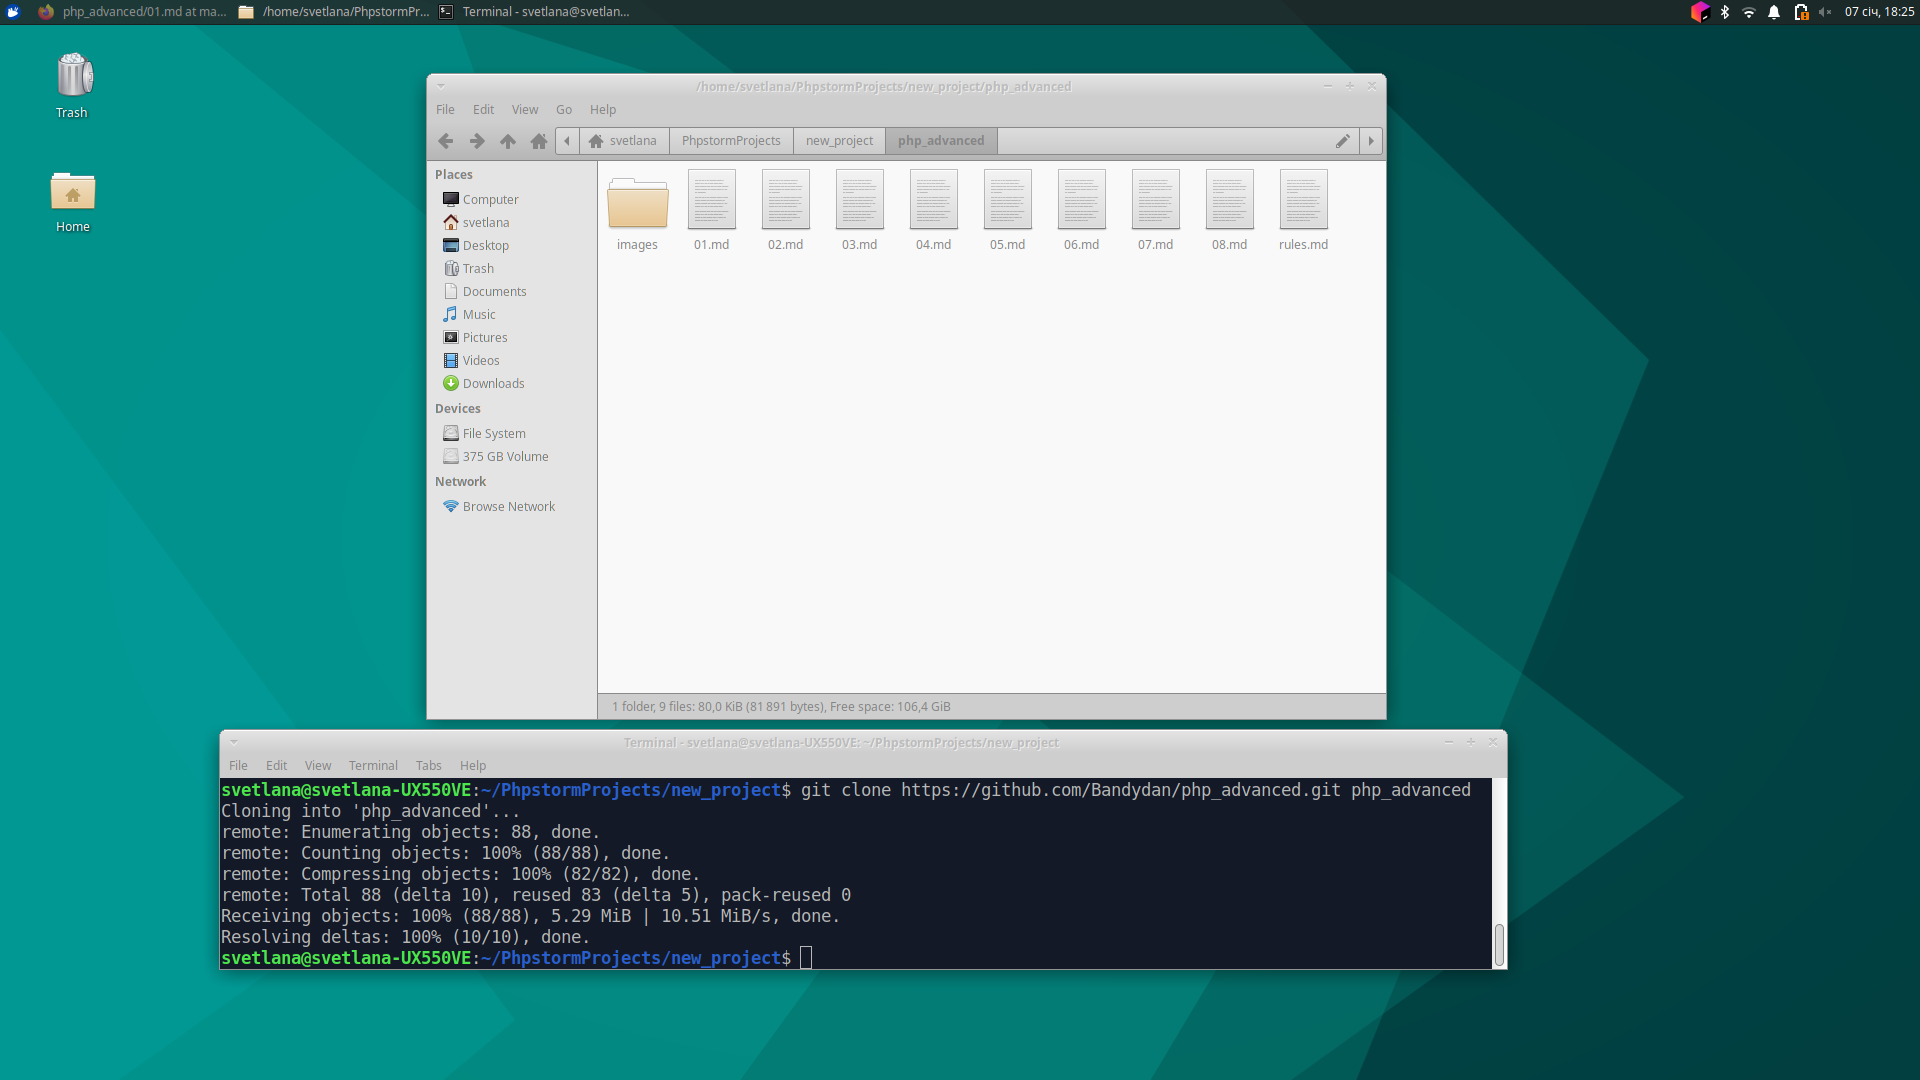 php_advanced/01.md at ma...
/home/svetlana/PhpstormPr...
Terminal - svetlana@svetlan...
07 січ, 18:25
Trash
Home
/home/svetlana/PhpstormProjects/new_project/php_advanced
File Edit View Go Help
svetlana PhpstormProjects new_project php_advanced
Places
Computer
svetlana
Desktop
Trash
Documents
Music
Pictures
Videos
Downloads
Devices
File System
375 GB Volume
Network
Browse Network
images 01.md 02.md 03.md 04.md 05.md 06.md 07.md 08.md rules.md
1 folder, 9 files: 80,0 KiB (81 891 bytes), Free space: 106,4 GiB
Terminal - svetlana@svetlana-UX550VE: ~/PhpstormProjects/new_project
File Edit View Terminal Tabs Help
svetlana@svetlana-UX550VE:~/PhpstormProjects/new_project$ git clone https://github.com/Bandydan/php_advanced.git php_advanced
Cloning into 'php_advanced'...
remote: Enumerating objects: 88, done.
remote: Counting objects: 100% (88/88), done.
remote: Compressing objects: 100% (82/82), done.
remote: Total 88 (delta 10), reused 83 (delta 5), pack-reused 0
Receiving objects: 100% (88/88), 5.29 MiB | 10.51 MiB/s, done.
Resolving deltas: 100% (10/10), done.
svetlana@svetlana-UX550VE:~/PhpstormProjects/new_project$